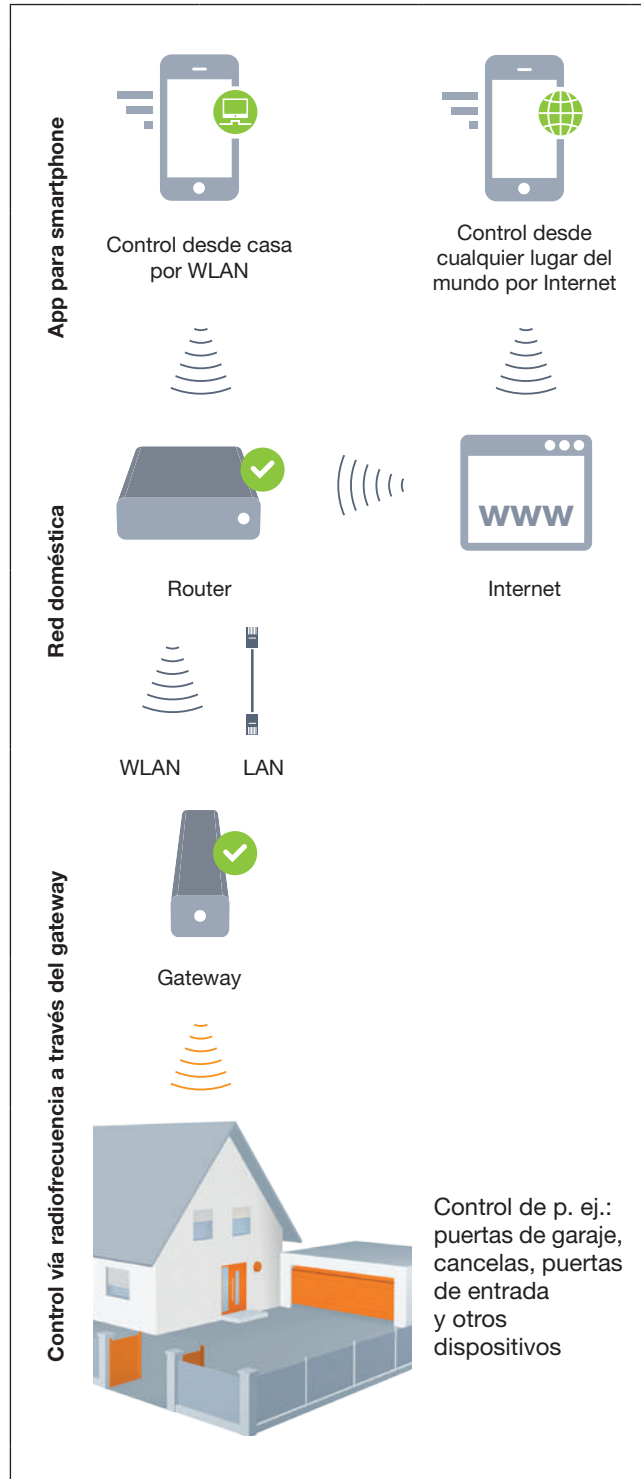 App para smartphone
Control desde casa
por WLAN
Control desde
cualquier lugar del
mundo por Internet
Red doméstica
www
Router
Internet
WLAN
LAN
Control vía radiofrecuencia a través del gateway
Gateway
Control de p. ej.:
puertas de garaje,
cancelas, puertas
de entrada
y otros
dispositivos